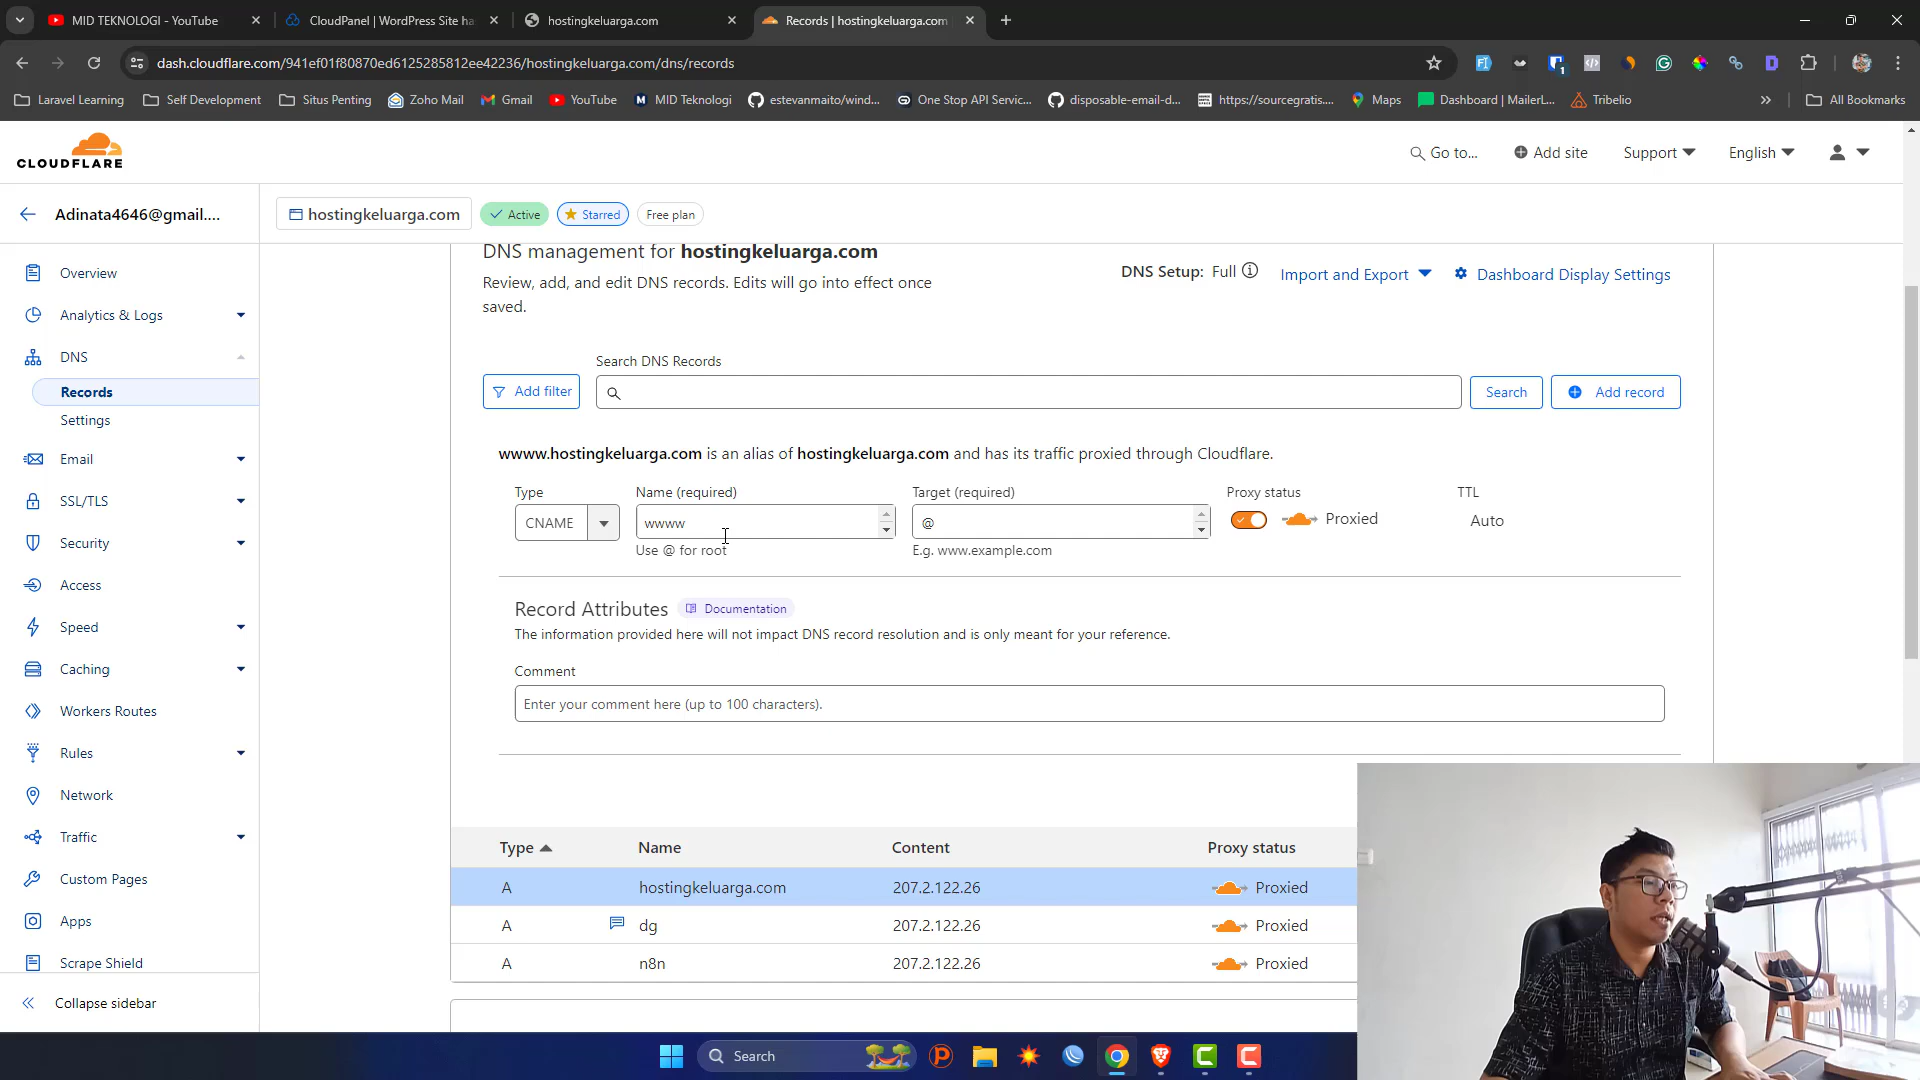 MID TEKNOLOGI - YouTube
CloudPanel | WordPress Site ha
hostingkeluarga.com
Records | hostingkeluarga.com
dash.cloudflare.com/941ef01f80870ed6125285812ee42236/hostingkeluarga.com/dns/records
Laravel Learning
Self Development
Situs Penting
Zoho Mail
Gmail
YouTube
MID Teknologi
estevanmaito/wind...
One Stop API Servic...
disposable-email-d...
https://sourcegratis....
Maps
Dashboard | MailerL...
Tribelio
All Bookmarks
CLOUDFLARE
Go to...
Add site
Support
English
Adinata4646@gmail....
hostingkeluarga.com
Active
Starred
Free plan
Overview
Analytics & Logs
DNS
Records
Settings
Email
SSL/TLS
Security
Access
Speed
Caching
Workers Routes
Rules
Network
Traffic
Custom Pages
Apps
Scrape Shield
Collapse sidebar
DNS management for hostingkeluarga.com
Review, add, and edit DNS records. Edits will go into effect once
saved.
DNS Setup: Full
Import and Export
Dashboard Display Settings
Search DNS Records
Add filter
Search
Add record
wwww.hostingkeluarga.com is an alias of hostingkeluarga.com and has its traffic proxied through Cloudflare.
Type Name (required) Target (required) Proxy status TTL
CNAME wwww @ Proxied Auto
Use @ for root E.g. www.example.com
Record Attributes Documentation
The information provided here will not impact DNS record resolution and is only meant for your reference.
Comment
Enter your comment here (up to 100 characters).
Type Name Content Proxy status
A hostingkeluarga.com 207.2.122.26 Proxied
A dg 207.2.122.26 Proxied
A n8n 207.2.122.26 Proxied
Search